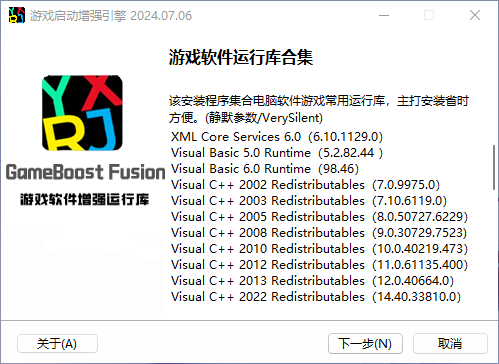 游戏启动增强引擎 2024.07.06
游戏软件运行库合集
YX
RJ
GameBoost Fusion
游戏软件增强运行库
该安装程序集合电脑软件游戏常用运行库，主打安装省时
方便。(静默参数/VerySilent)
XML Core Services 6.0（6.10.1129.0）
Visual Basic 5.0 Runtime（5.2.82.44 ）
Visual Basic 6.0 Runtime（98.46）
Visual C++ 2002 Redistributables（7.0.9975.0）
Visual C++ 2003 Redistributables（7.10.6119.0）
Visual C++ 2005 Redistributables（8.0.50727.6229）
Visual C++ 2008 Redistributables（9.0.30729.7523）
Visual C++ 2010 Redistributables（10.0.40219.473）
Visual C++ 2012 Redistributables（11.0.61135.400）
Visual C++ 2013 Redistributables（12.0.40664.0）
Visual C++ 2022 Redistributables（14.40.33810.0）
关于(A)
下一步(N)
取消